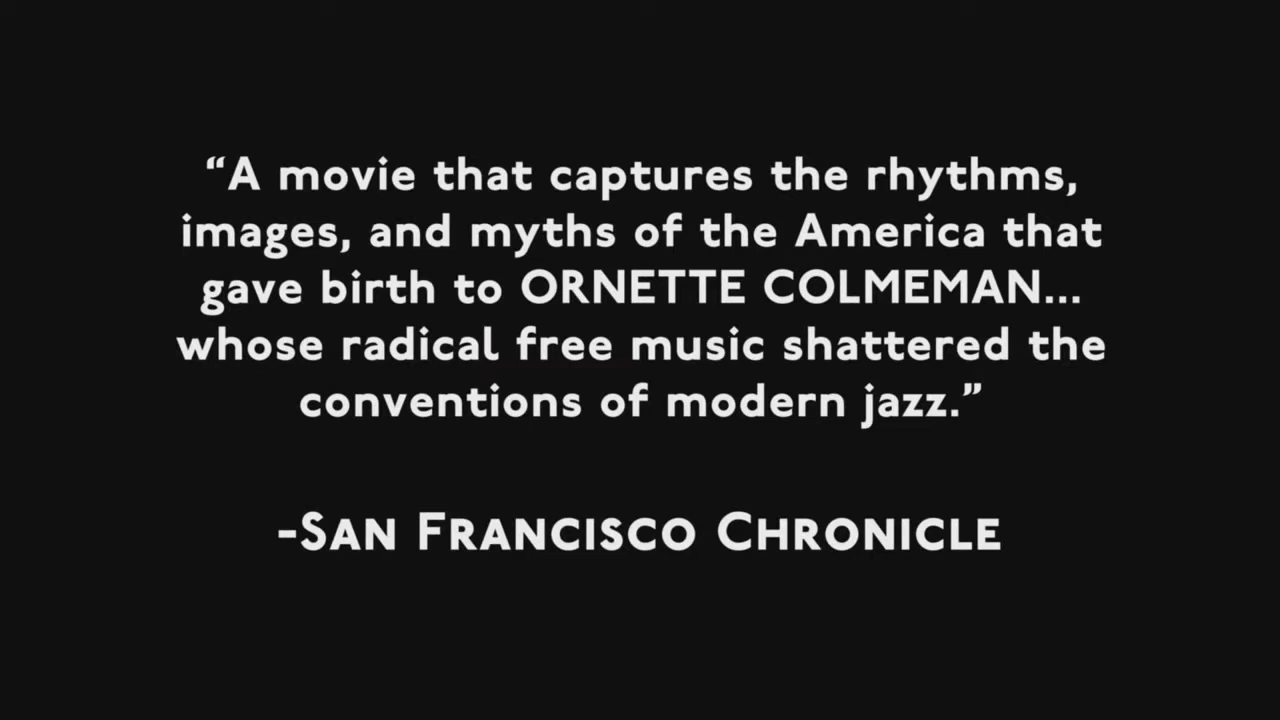 “A movie that captures the rhythms,
images, and myths of the America that
gave birth to ORNETTE COLMEMAN...
whose radical free music shattered the
conventions of modern jazz.”
-San Francisco Chronicle